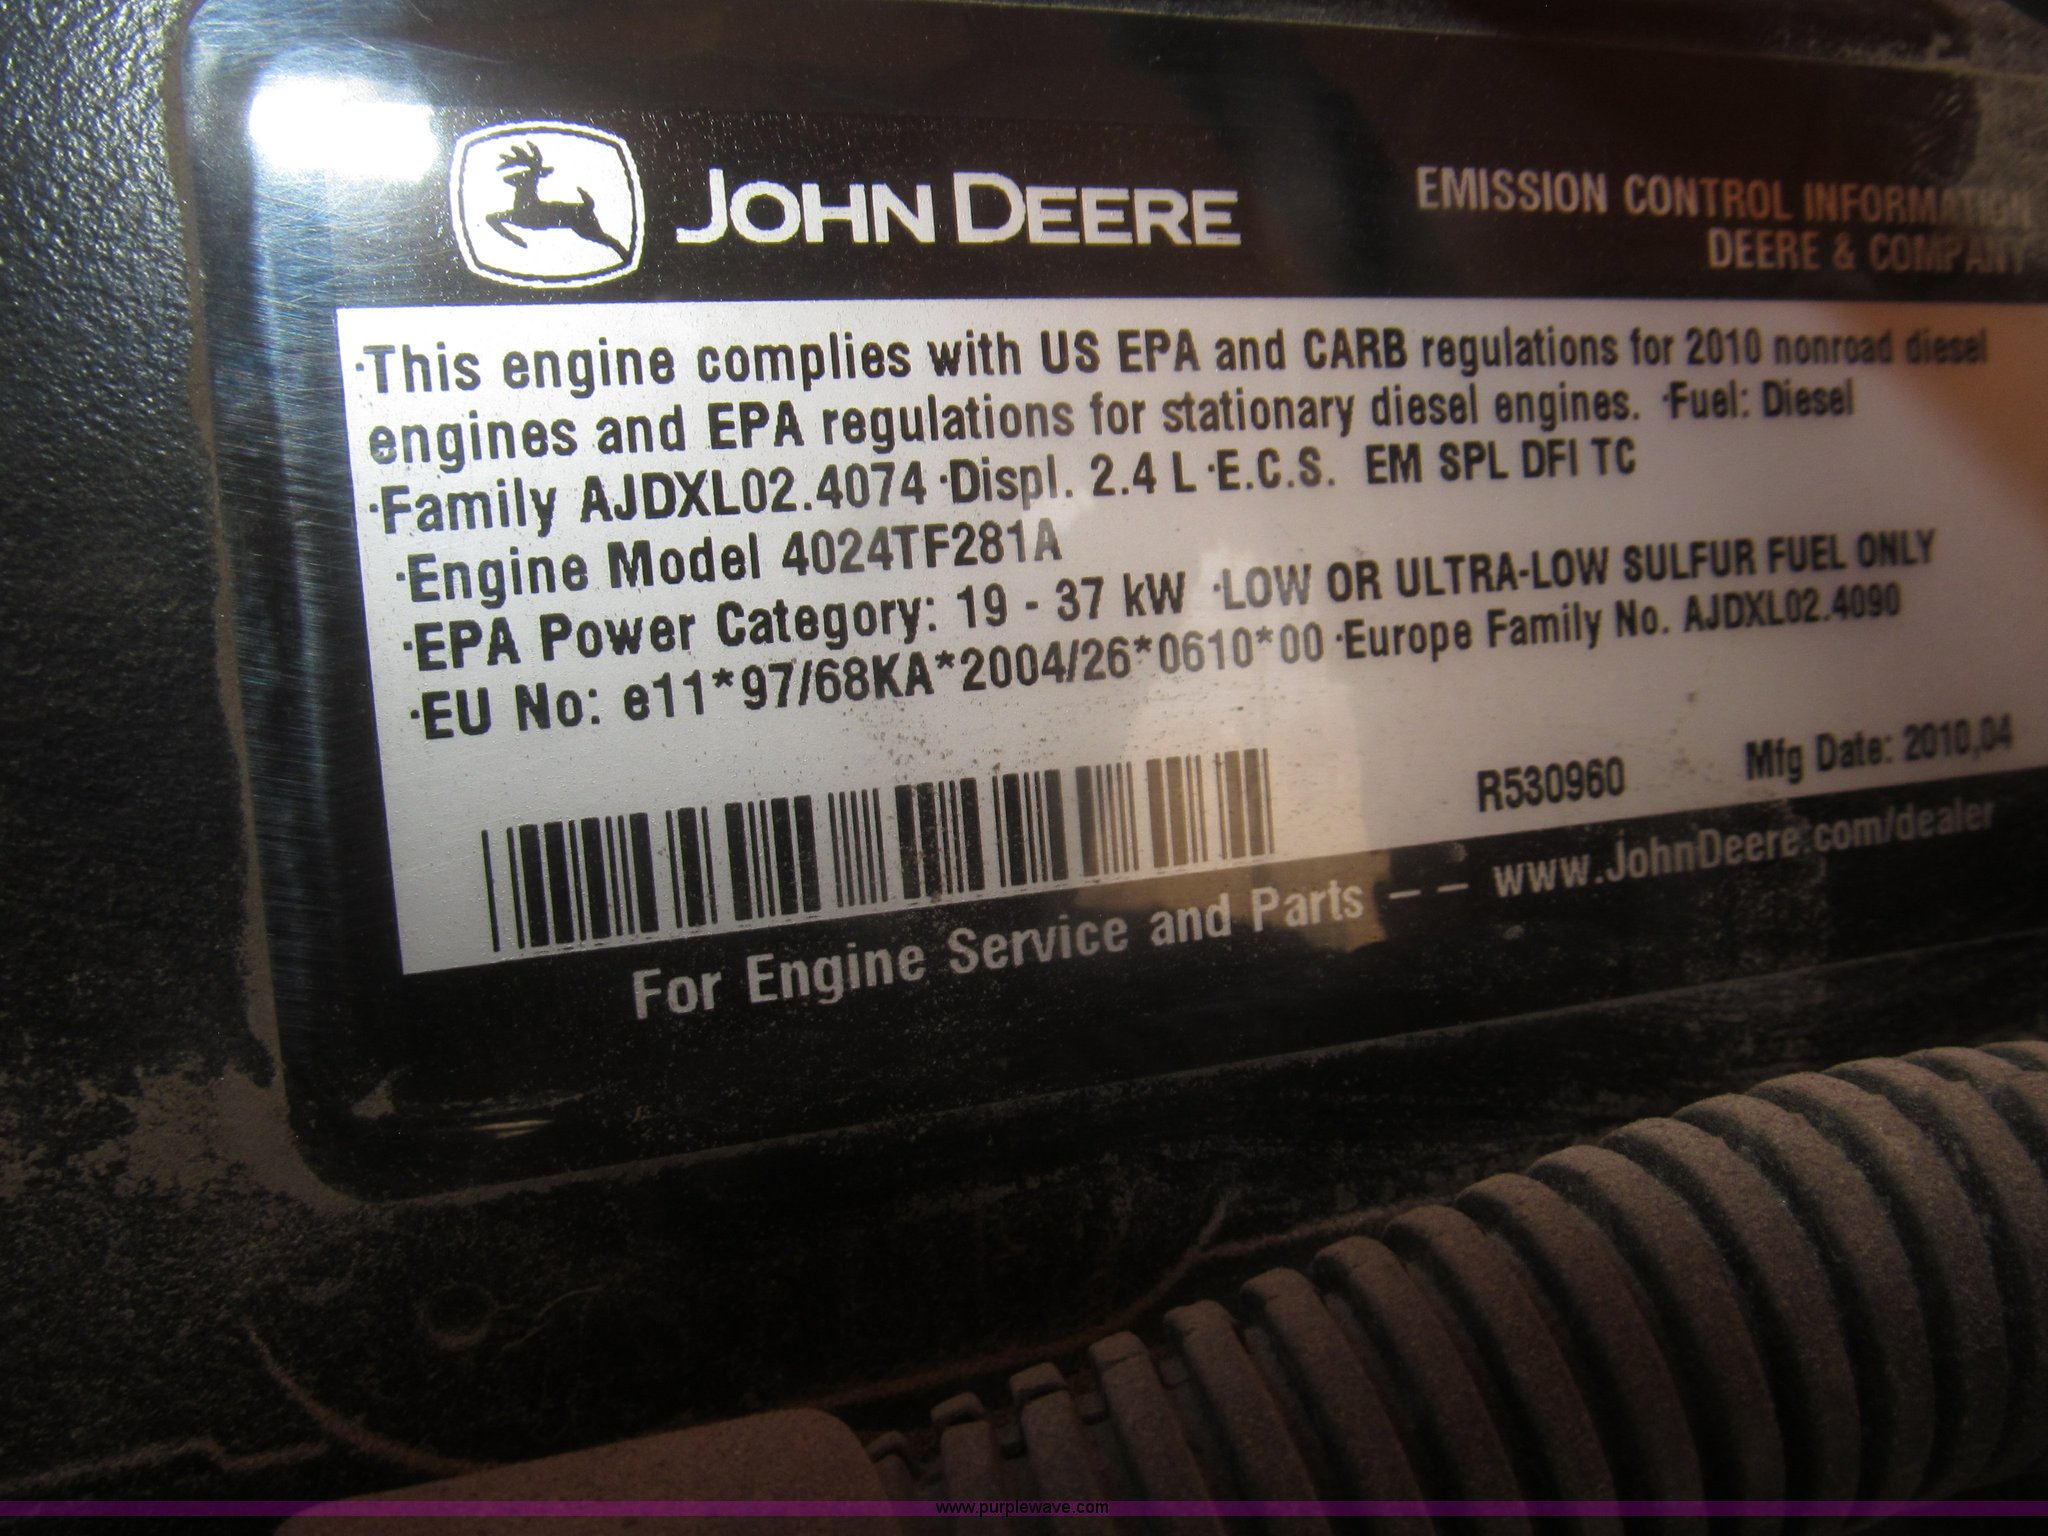 JOHN DEERE
EMISSION CONTROL INFORMATION
DEERE & COMPANY
·This engine complies with US EPA and CARB regulations for 2010 nonroad diesel
engines and EPA regulations for stationary diesel engines. ·Fuel: Diesel
·Family AJDXL02.4074 ·Displ. 2.4 L ·E.C.S. EM SPL DFI TC
·Engine Model 4024TF281A
·EPA Power Category: 19 - 37 kW ·LOW OR ULTRA-LOW SULFUR FUEL ONLY
·EU No: e11*97/68KA*2004/26*0610*00 ·Europe Family No. AJDXL02.4090
R530960 Mfg Date: 2010,04
For Engine Service and Parts -- www.JohnDeere.com/dealer
www.purplewave.com